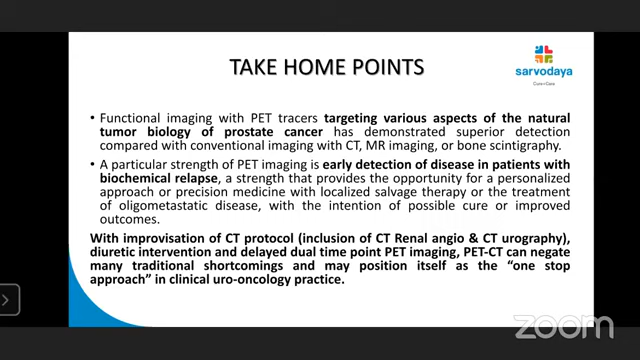 TAKE HOME POINTS
sarvodaya
• Functional imaging with PET tracers targeting various aspects of the natural
tumor biology of prostate cancer has demonstrated superior detection
compared with conventional imaging with CT, MR imaging, or bone scintigraphy.
• A particular strength of PET imaging is early detection of disease in patients with
biochemical relapse, a strength that provides the opportunity for a personalized
approach or precision medicine with localized salvage therapy or the treatment
of oligometastatic disease, with the intention of possible cure or improved
outcomes.
With improvisation of CT protocol (inclusion of CT Renal angio & CT urography),
diuretic intervention and delayed dual time point PET imaging, PET-CT can negate
many traditional shortcomings and may position itself as the “one stop
approach” in clinical uro-oncology practice.
zoom